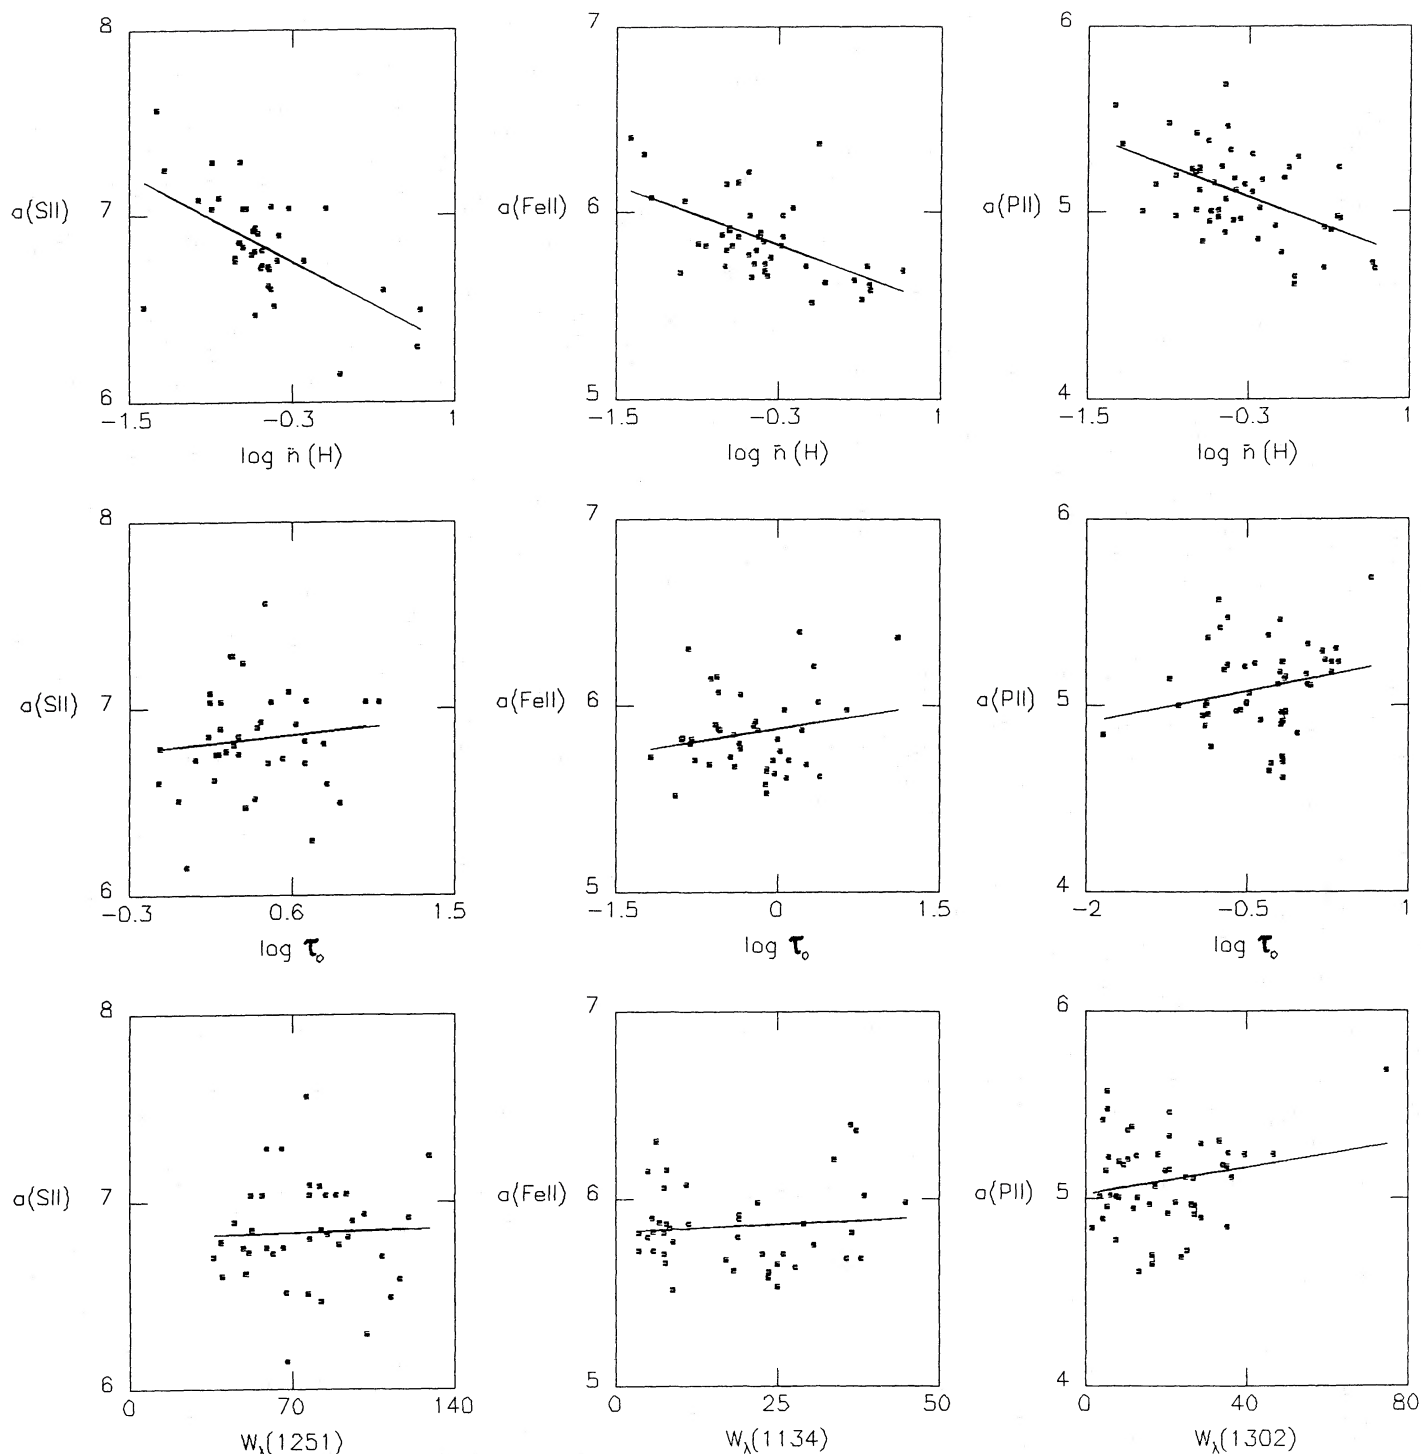 8
7
6
a(SII)
7
6
5
a(FeII)
6
5
4
a(PII)
-1.5 -0.3 1
log n̄ (H)
-1.5 -0.3 1
log n̄ (H)
-1.5 -0.3 1
log n̄ (H)
8
7
6
a(SII)
7
6
5
a(FeII)
6
5
4
a(PII)
-0.3 0.6 1.5
log τ₀
-1.5 0 1.5
log τ₀
-2 -0.5 1
log τ₀
8
7
6
a(SII)
7
6
5
a(FeII)
6
5
4
a(PII)
0 70 140
Wλ(1251)
0 25 50
Wλ(1134)
0 40 80
Wλ(1302)